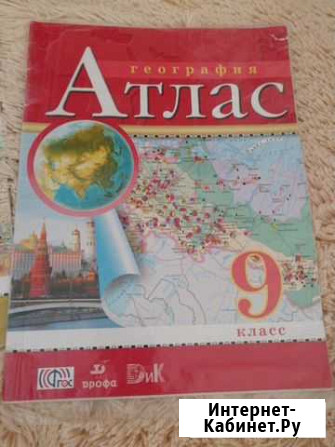 география
Атлас
9
класс
ФГОС
дрофа
ДиК
Интернет-
Кабинет.Ру